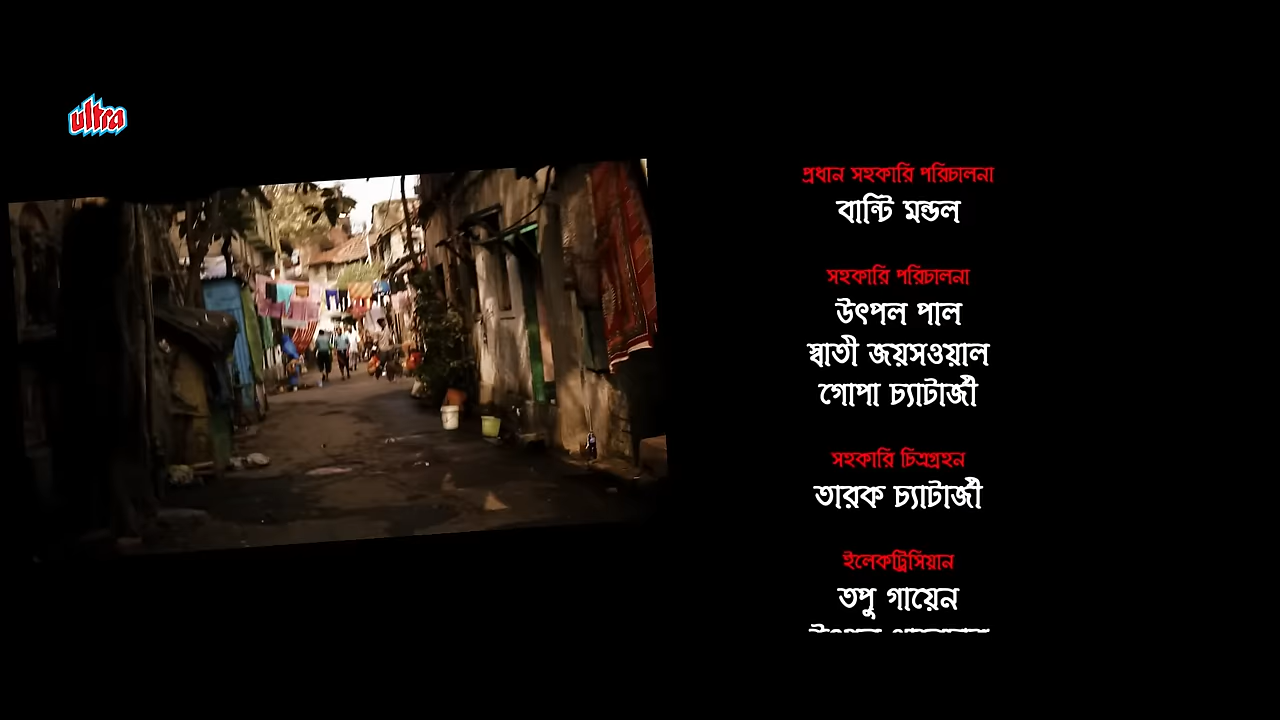 ultra
প্রধান সহকারি পরিচালনা
বান্টি মন্ডল
সহকারি পরিচালনা
উৎপল পাল
স্বাতী জয়সওয়াল
গোপা চ্যাটার্জী
সহকারি চিত্রগ্রহন
তারক চ্যাটার্জী
ইলেকট্রিসিয়ান
তপু গায়েন